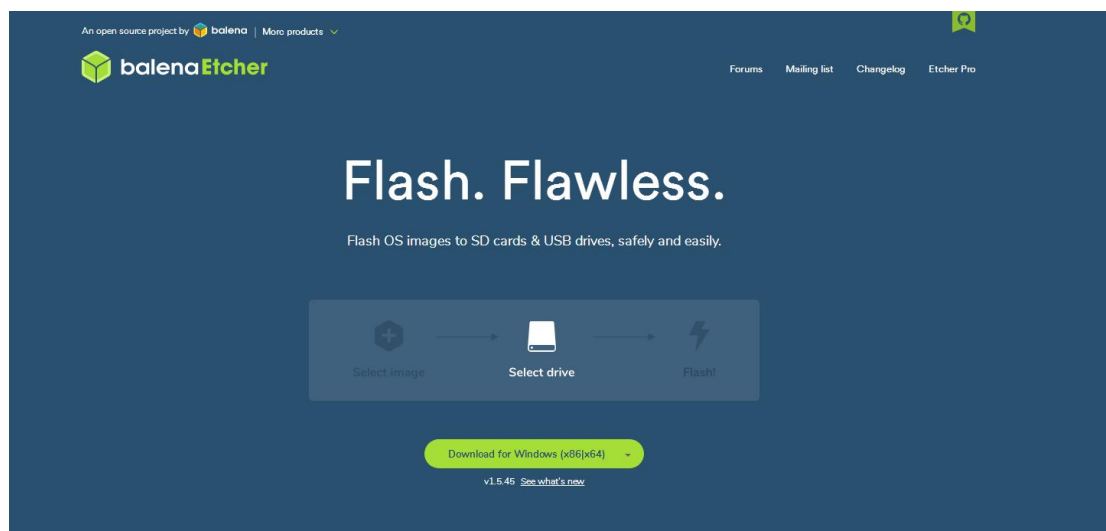 An open source project by balena | More products
balenaEtcher
Forums Mailing list Changelog Etcher Pro
Flash. Flawless.
Flash OS images to SD cards & USB drives, safely and easily.
Select image Select drive Flash!
Download for Windows (x86|x64)
v1.5.45 See what's new